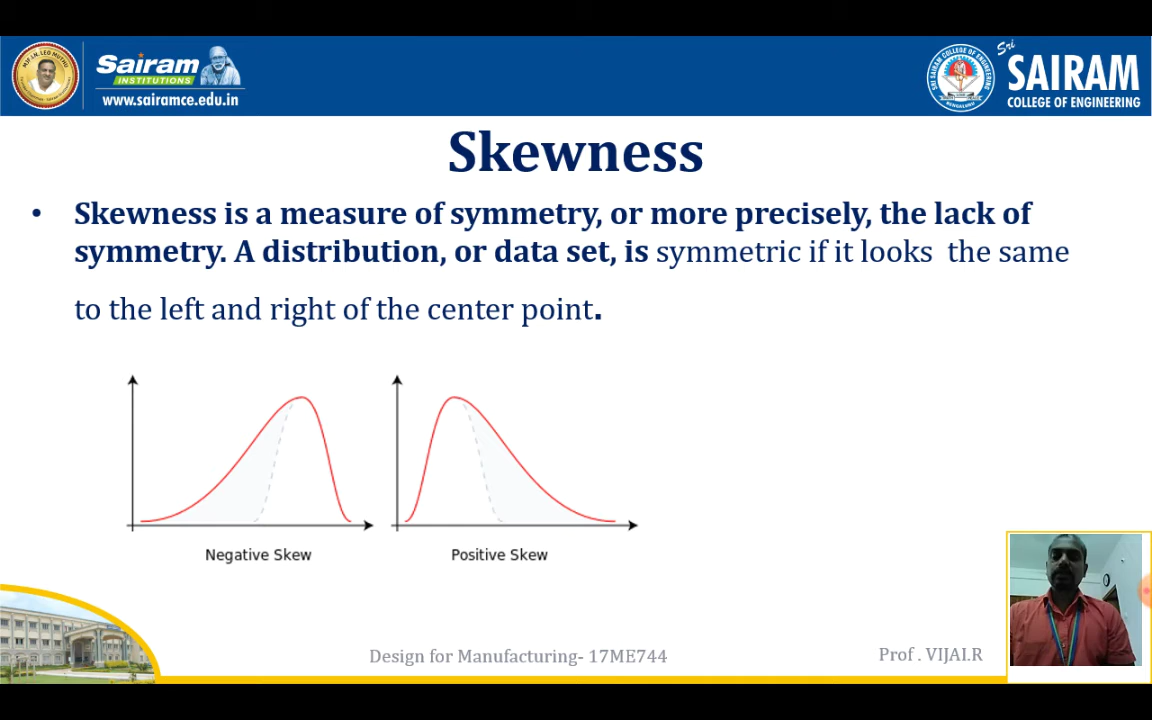 Sairam
INSTITUTIONS
www.sairamce.edu.in
Sri
SAIRAM
COLLEGE OF ENGINEERING
Skewness
• Skewness is a measure of symmetry, or more precisely, the lack of
symmetry. A distribution, or data set, is symmetric if it looks the same
to the left and right of the center point.
Negative Skew
Positive Skew
Design for Manufacturing- 17ME744
Prof . VIJAI.R